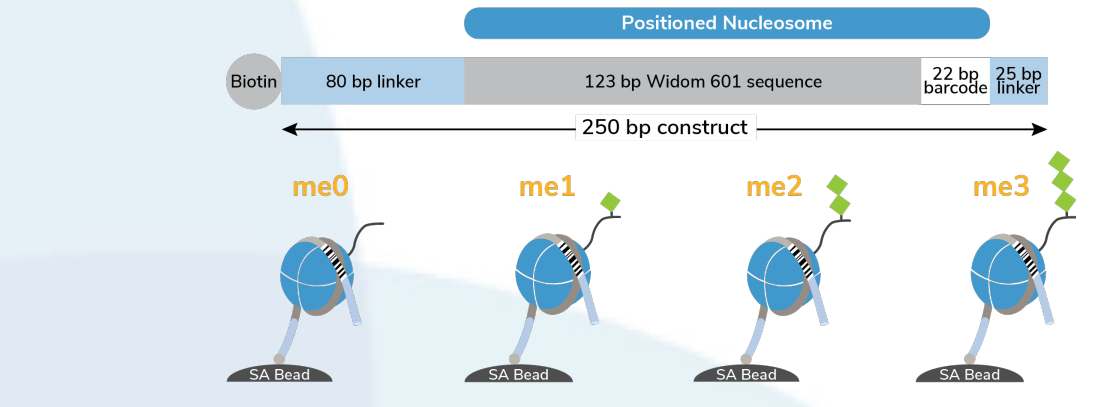 Positioned Nucleosome
Biotin
80 bp linker
123 bp Widom 601 sequence
22 bp
barcode
25 bp
linker
250 bp construct
me0
me1
me2
me3
SA Bead
SA Bead
SA Bead
SA Bead